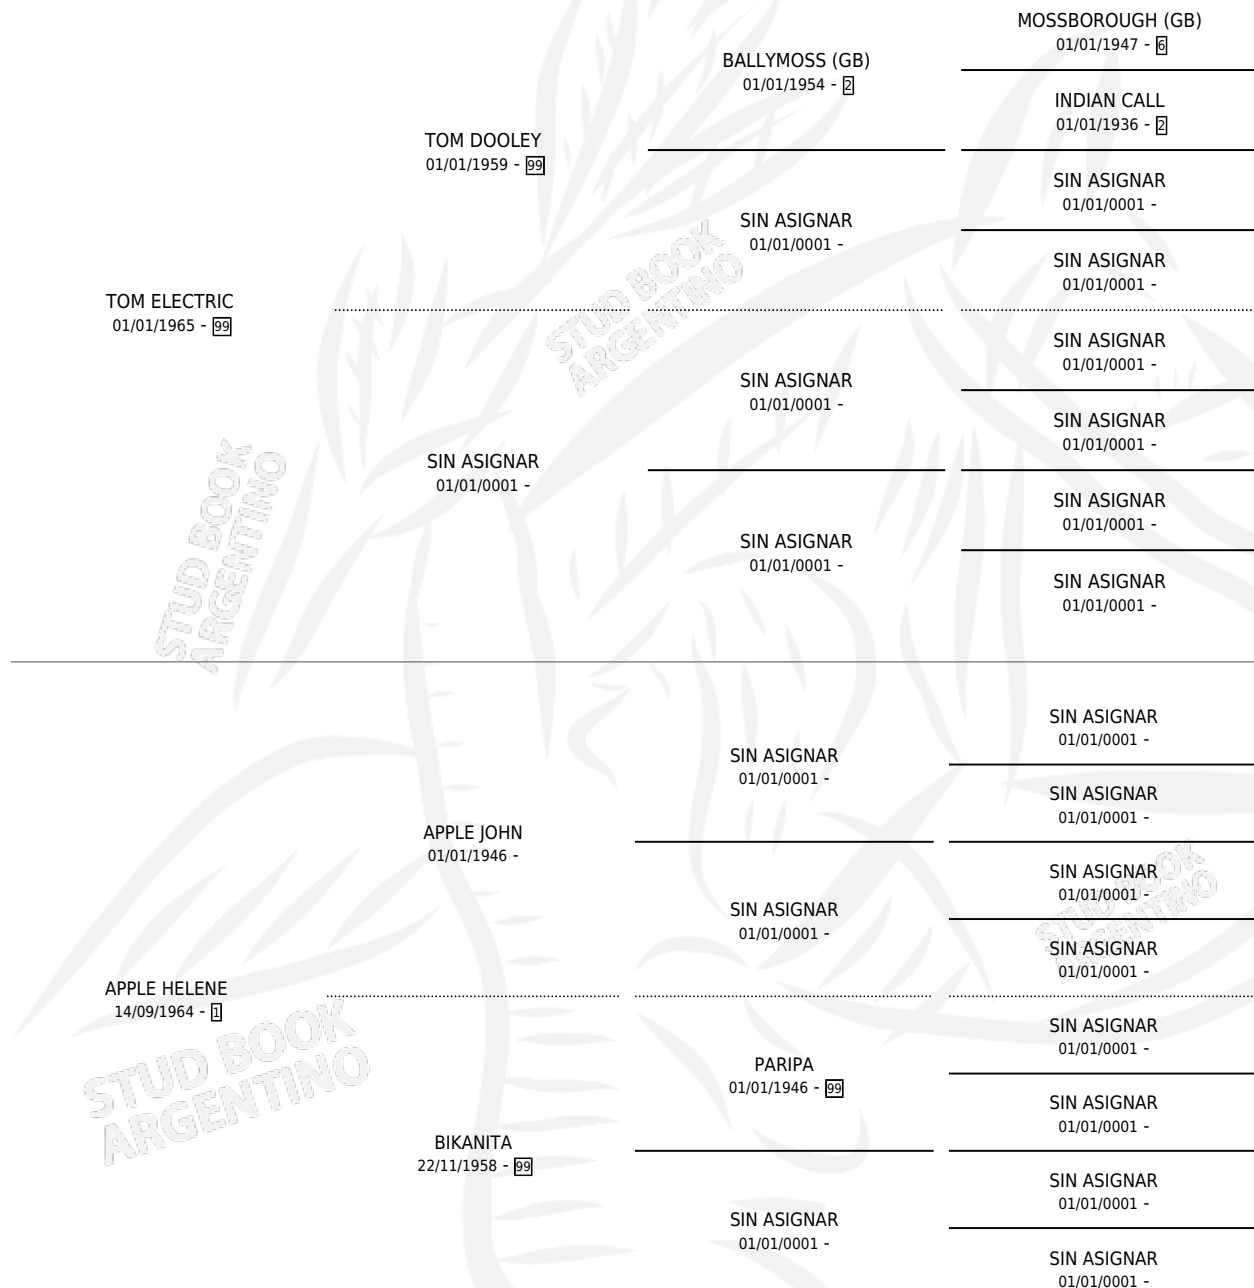 MOSSBOROUGH (GB)
01/01/1947 - 6
BALLYMOSS (GB)
01/01/1954 - 2
INDIAN CALL
01/01/1936 - 2
TOM DOOLEY
01/01/1959 - 99
SIN ASIGNAR
01/01/0001 -
SIN ASIGNAR
01/01/0001 -
SIN ASIGNAR
01/01/0001 -
TOM ELECTRIC
01/01/1965 - 99
SIN ASIGNAR
01/01/0001 -
SIN ASIGNAR
01/01/0001 -
SIN ASIGNAR
01/01/0001 -
SIN ASIGNAR
01/01/0001 -
SIN ASIGNAR
01/01/0001 -
SIN ASIGNAR
01/01/0001 -
SIN ASIGNAR
01/01/0001 -
STUD BOOK
ARGENTINO
STUD BOOK
ARGENTINO
SIN ASIGNAR
01/01/0001 -
SIN ASIGNAR
01/01/0001 -
SIN ASIGNAR
01/01/0001 -
APPLE JOHN
01/01/1946 -
SIN ASIGNAR
01/01/0001 -
SIN ASIGNAR
01/01/0001 -
SIN ASIGNAR
01/01/0001 -
APPLE HELENE
14/09/1964 - 1
SIN ASIGNAR
01/01/0001 -
PARIPA
01/01/1946 - 99
SIN ASIGNAR
01/01/0001 -
BIKANITA
22/11/1958 - 99
SIN ASIGNAR
01/01/0001 -
SIN ASIGNAR
01/01/0001 -
SIN ASIGNAR
01/01/0001 -
STUD BOOK
ARGENTINO
STUD BOOK
ARGENTINO